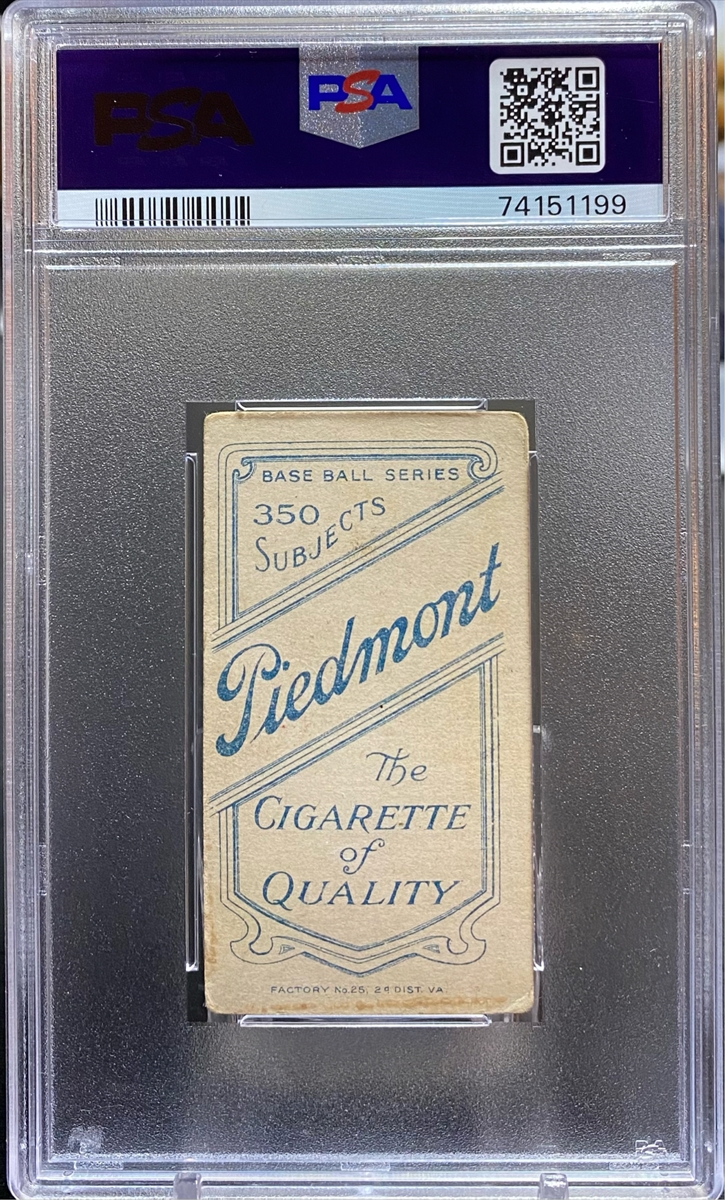 PSA
PSA
74151199
BASE BALL SERIES
350
SUBJECTS
Piedmont
The
CIGARETTE
of
QUALITY
FACTORY No. 25, 2d DIST. VA.
PSA